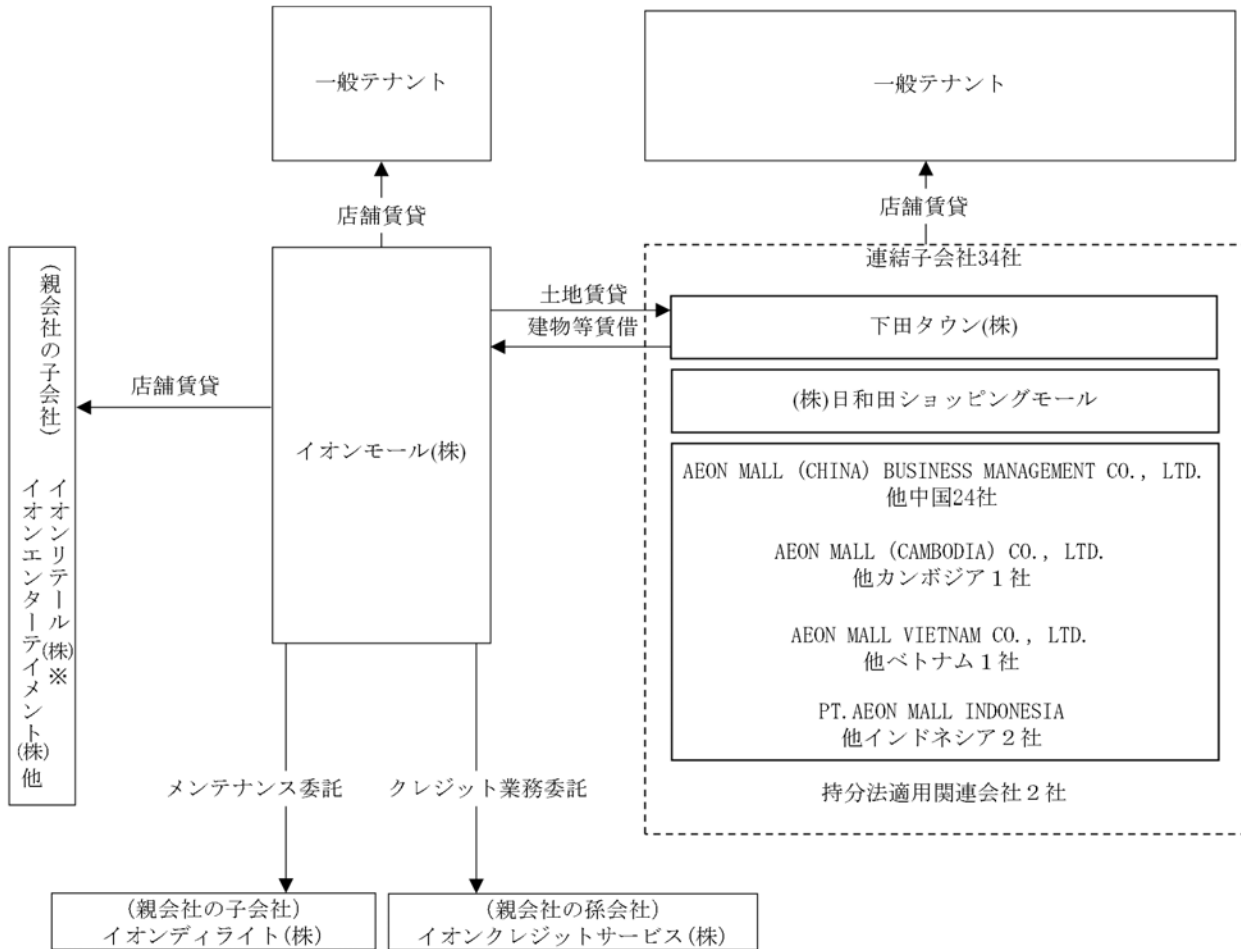 一般テナント
一般テナント
店舗賃貸
店舗賃貸
連結子会社34社
土地賃貸
建物等賃借
下田タウン(株)
(株)日和田ショッピングモール
イオンモール(株)
店舗賃貸
(親会社の子会社)
イオンリテール(株)※
イオンエンターテイメント(株)他
AEON MALL (CHINA) BUSINESS MANAGEMENT CO., LTD.
他中国24社
AEON MALL (CAMBODIA) CO., LTD.
他カンボジア１社
AEON MALL VIETNAM CO., LTD.
他ベトナム１社
PT.AEON MALL INDONESIA
他インドネシア２社
持分法適用関連会社２社
メンテナンス委託
クレジット業務委託
(親会社の子会社)
イオンディライト(株)
(親会社の孫会社)
イオンクレジットサービス(株)